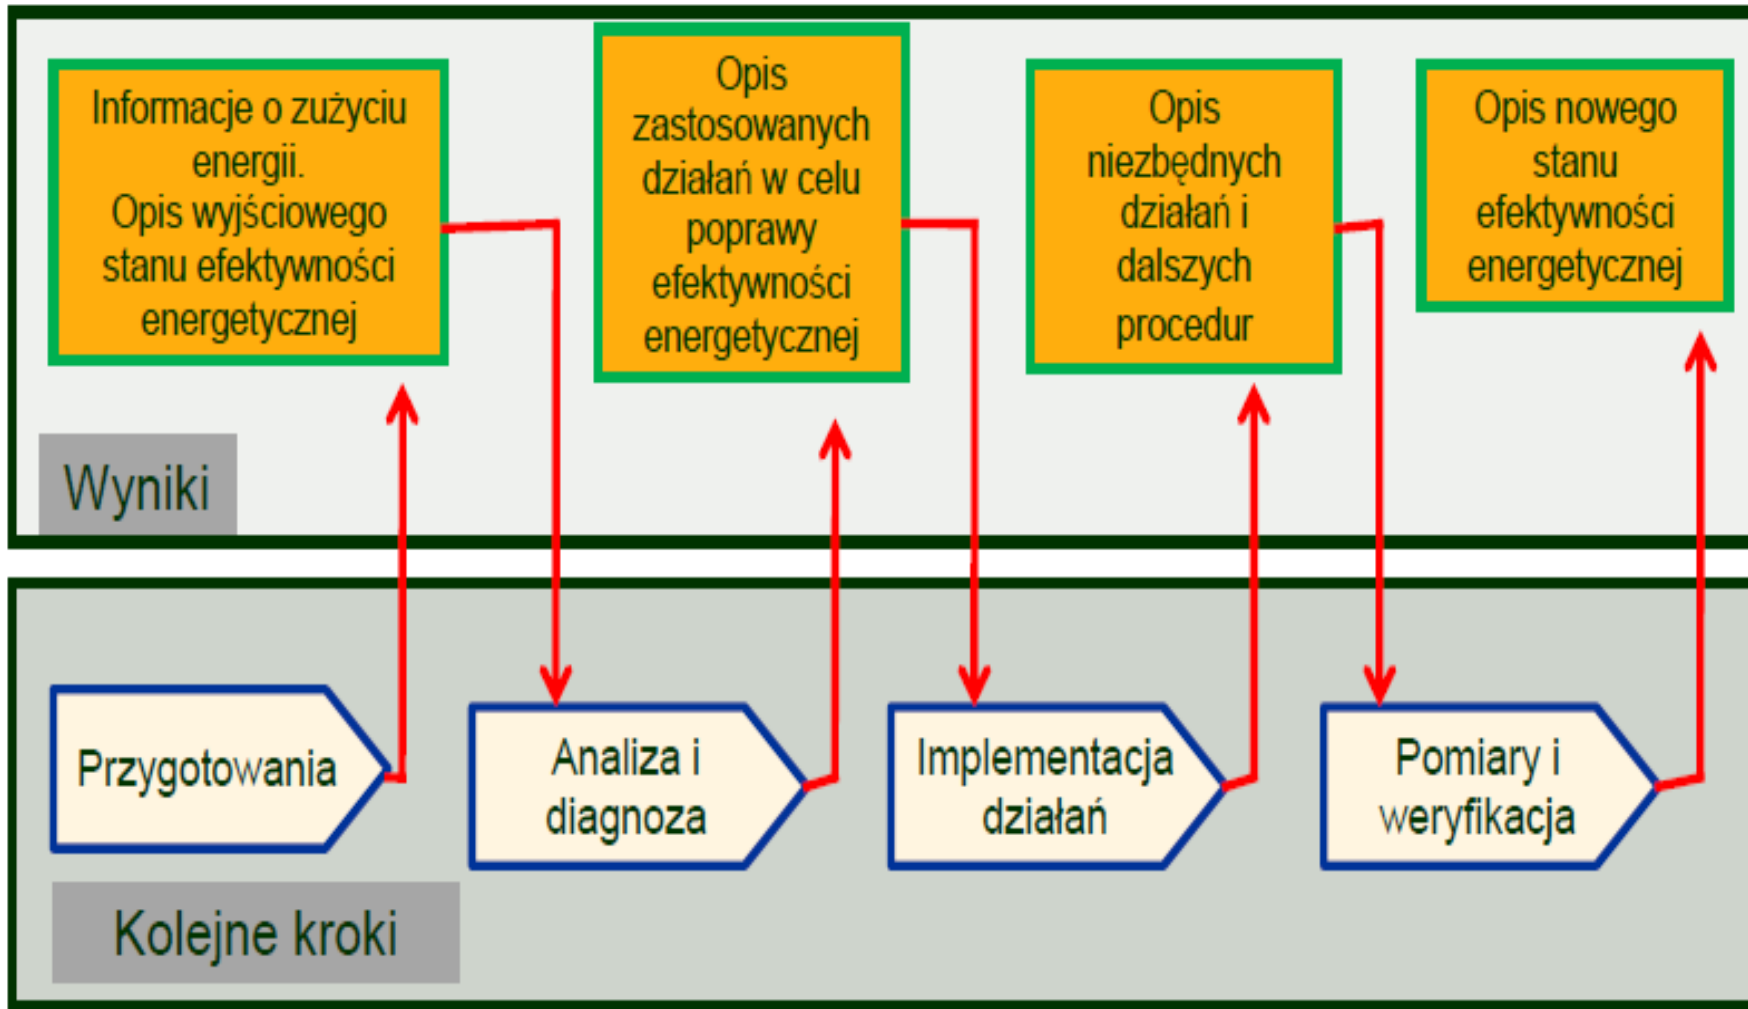 Informacje o zużyciu
energii.
Opis wyjściowego
stanu efektywności
energetycznej
Opis
zastosowanych
działań w celu
poprawy
efektywności
energetycznej
Opis
niezbędnych
działań i
dalszych
procedur
Opis nowego
stanu
efektywności
energetycznej
Wyniki
Przygotowania
Analiza i
diagnoza
Implementacja
działań
Pomiary i
weryfikacja
Kolejne kroki